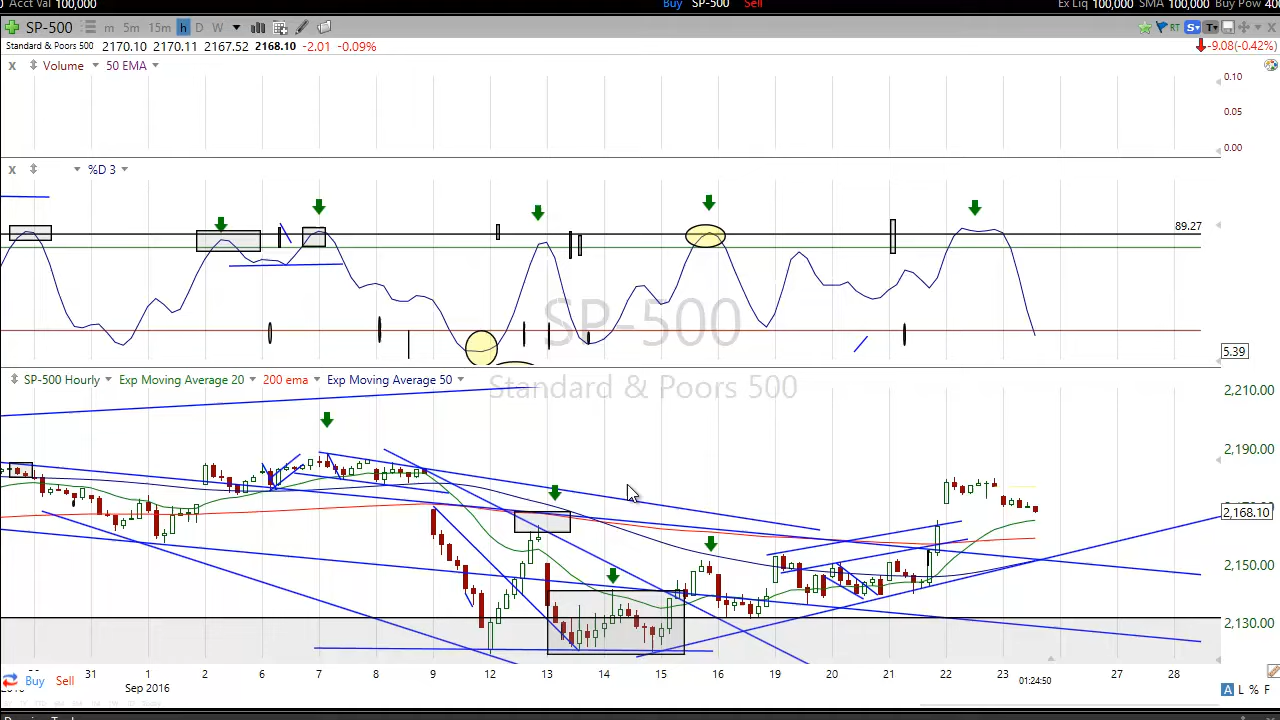 Acct Val 100,000 Buy SP-500 Sell Ex Liq 100,000 SMA 100,000 Buy Pow 400
SP-500 m 5m 15m h D W RT S T
Standard & Poors 500 2170.10 2170.11 2167.52 2168.10 -2.01 -0.09% -9.08(-0.42%)
x Volume 50 EMA
0.10
0.05
0.00
x %D 3
89.27
SP-500
5.39
SP-500 Hourly Exp Moving Average 20 200 ema Exp Moving Average 50
Standard & Poors 500
2,210.00
2,190.00
2,168.10
2,150.00
2,130.00
31 1 2 6 7 8 9 12 13 14 15 16 19 20 21 22 23 27 28
Buy Sell Sep 2016 01:24:50
A L % F